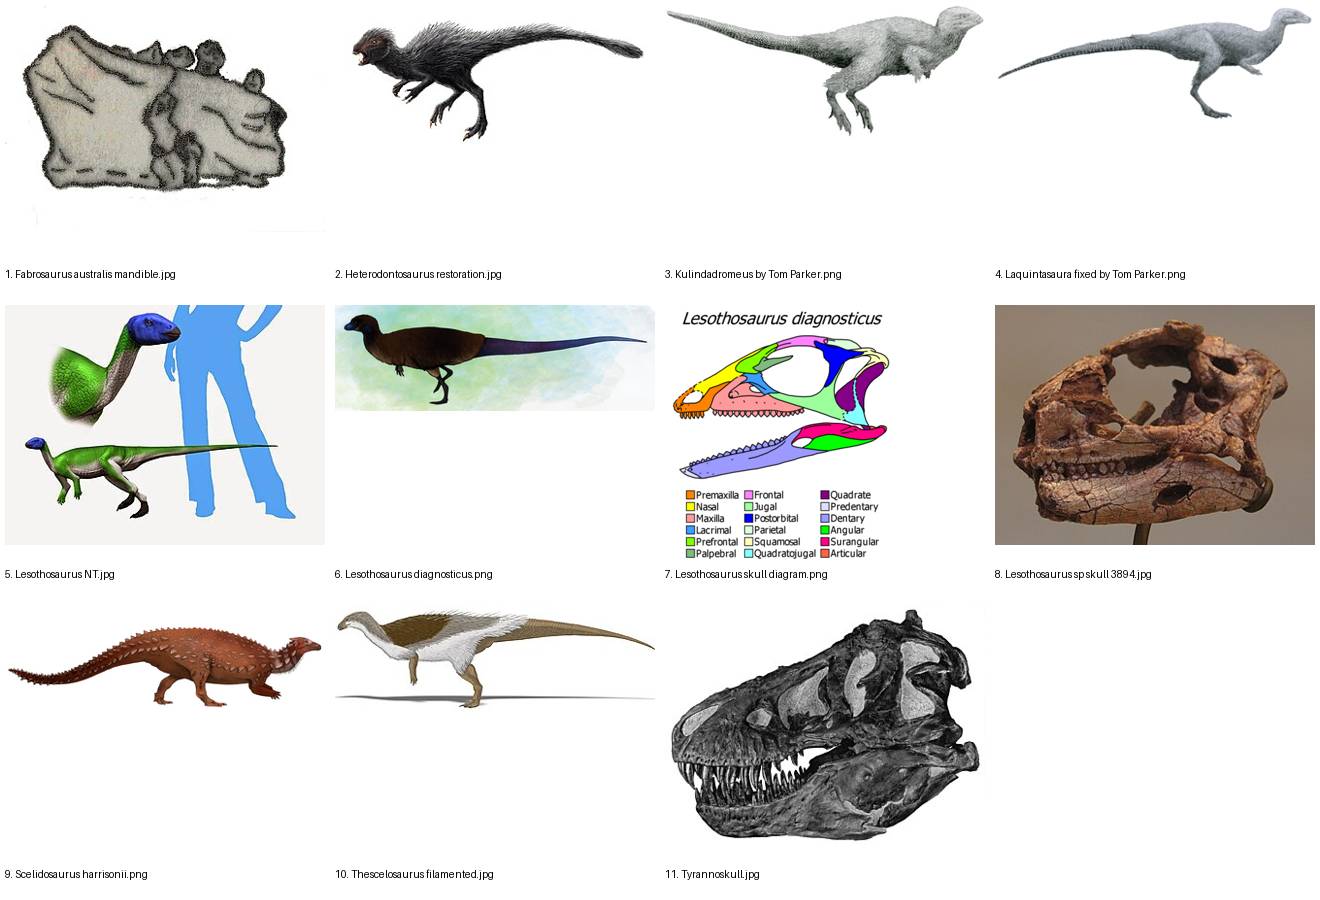 1. Fabrosaurus australis mandible.jpg
2. Heterodontosaurus restoration.jpg
3. Kulindadromeus by Tom Parker.png
4. Laquintasaura fixed by Tom Parker.png
Lesothosaurus diagnosticus
Premaxilla Frontal Quadrate
Nasal Jugal Predentary
Maxilla Postorbital Dentary
Lacrimal Parietal Angular
Prefrontal Squamosal Surangular
Palpebral Quadratojugal Articular
5. Lesothosaurus NT.jpg
6. Lesothosaurus diagnosticus.png
7. Lesothosaurus skull diagram.png
8. Lesothosaurus sp skull 3894.jpg
9. Scelidosaurus harrisonii.png
10. Thescelosaurus filamented.jpg
11. Tyrannoskull.jpg